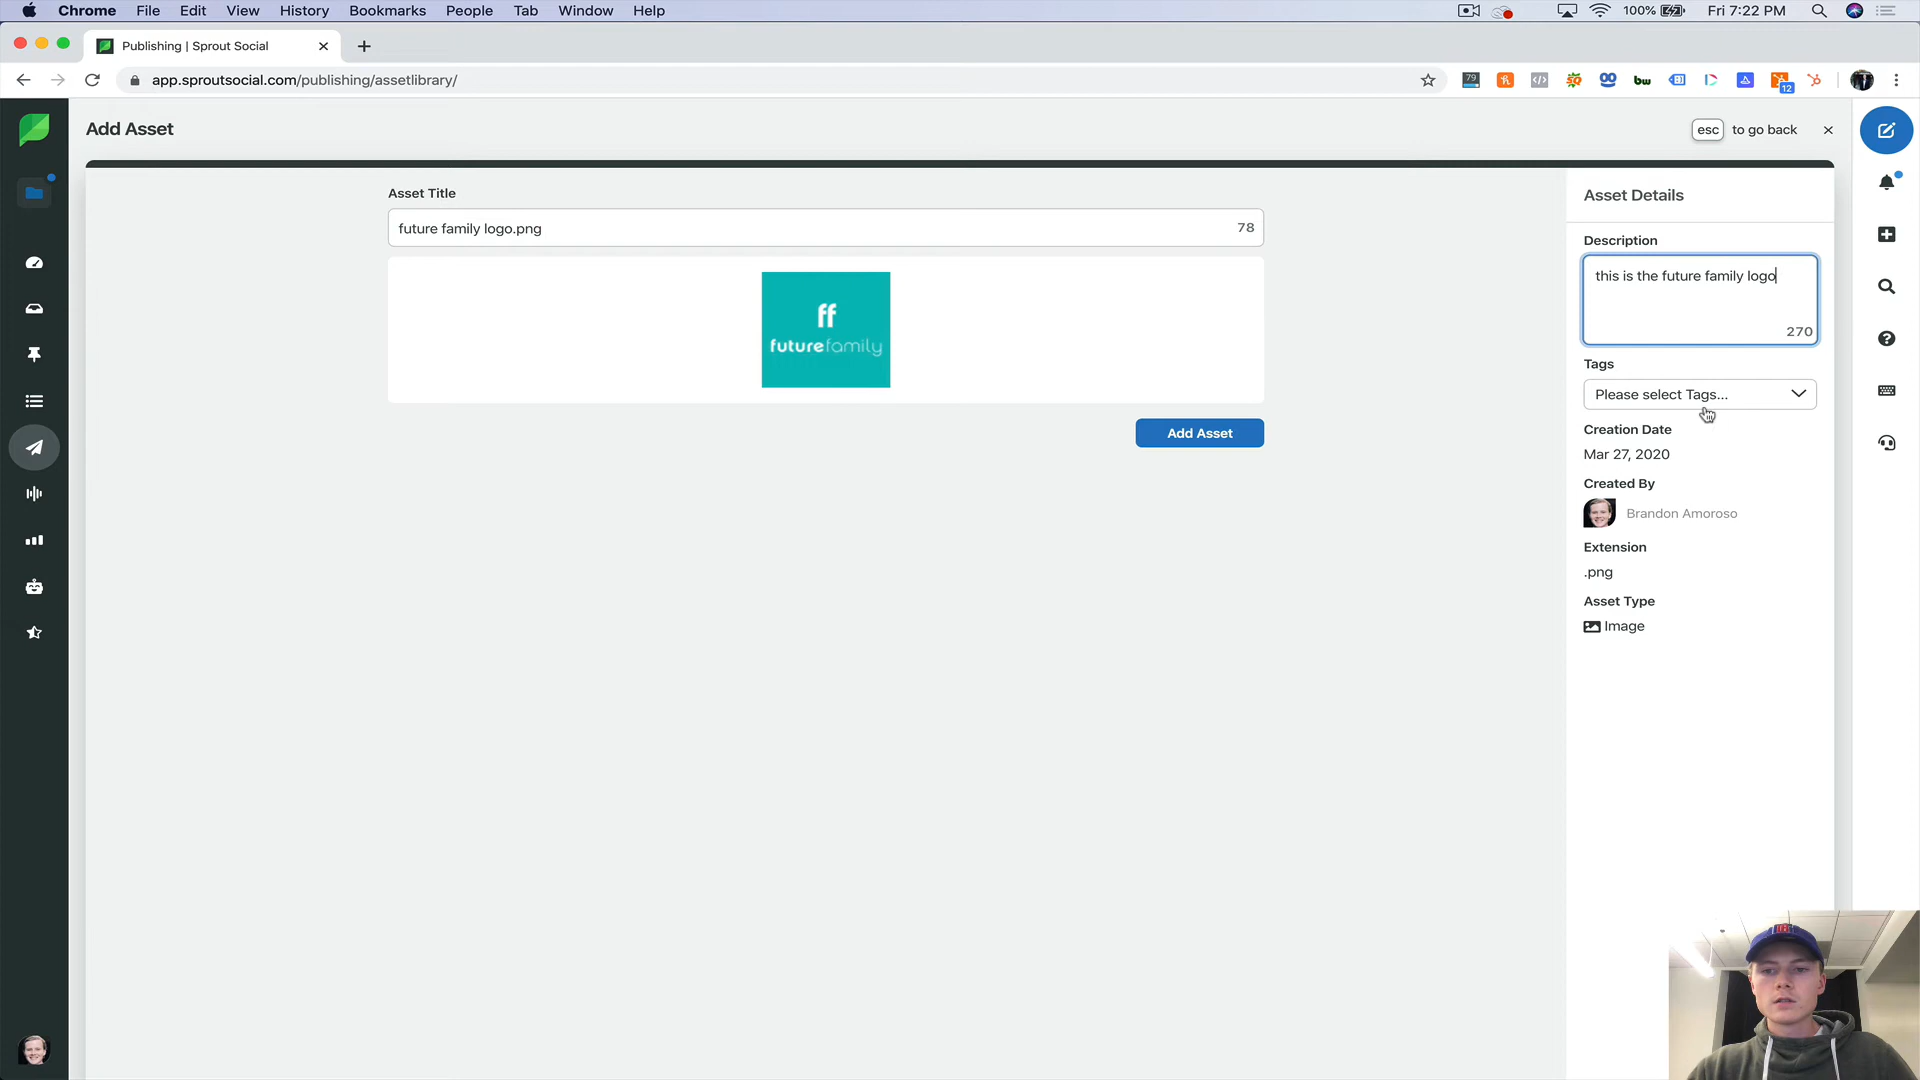 Chrome File Edit View History Bookmarks People Tab Window Help 100% Fri 7:22 PM
Publishing | Sprout Social
app.sproutsocial.com/publishing/assetlibrary/
79
bw
12
Add Asset
esc to go back
Asset Title
future family logo.png 78
ff
futurefamily
Add Asset
Asset Details
Description
this is the future family logo
270
Tags
Please select Tags...
Creation Date
Mar 27, 2020
Created By
Brandon Amoroso
Extension
.png
Asset Type
Image